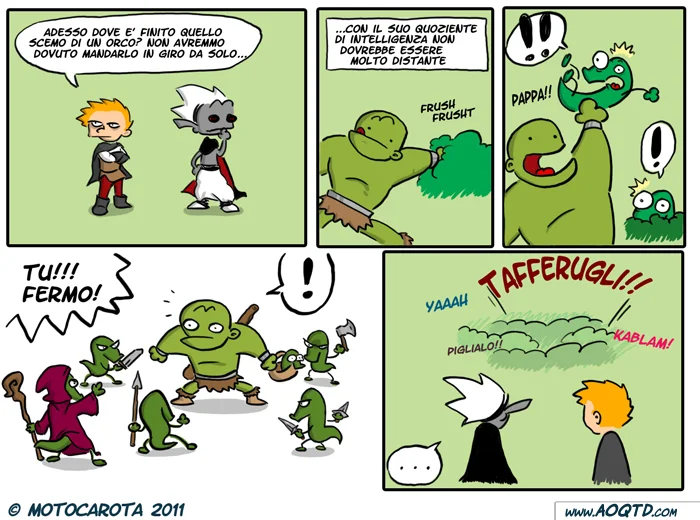 ADESSO DOVE E' FINITO QUELLO
SCEMO DI UN ORCO? NON AVREMMO
DOVUTO MANDARLO IN GIRO DA SOLO...
...CON IL SUO QUOZIENTE
DI INTELLIGENZA NON
DOVREBBE ESSERE
MOLTO DISTANTE
FRUSH
FRUSHT
!!
PAPPA!!
!
TU!!!
FERMO!
!
TAFFERUGLI!!!
YAAAH
PIGLIALO!!
KABLAM!
...
© MOTOCAROTA 2011
WWW.AOQTD.COM